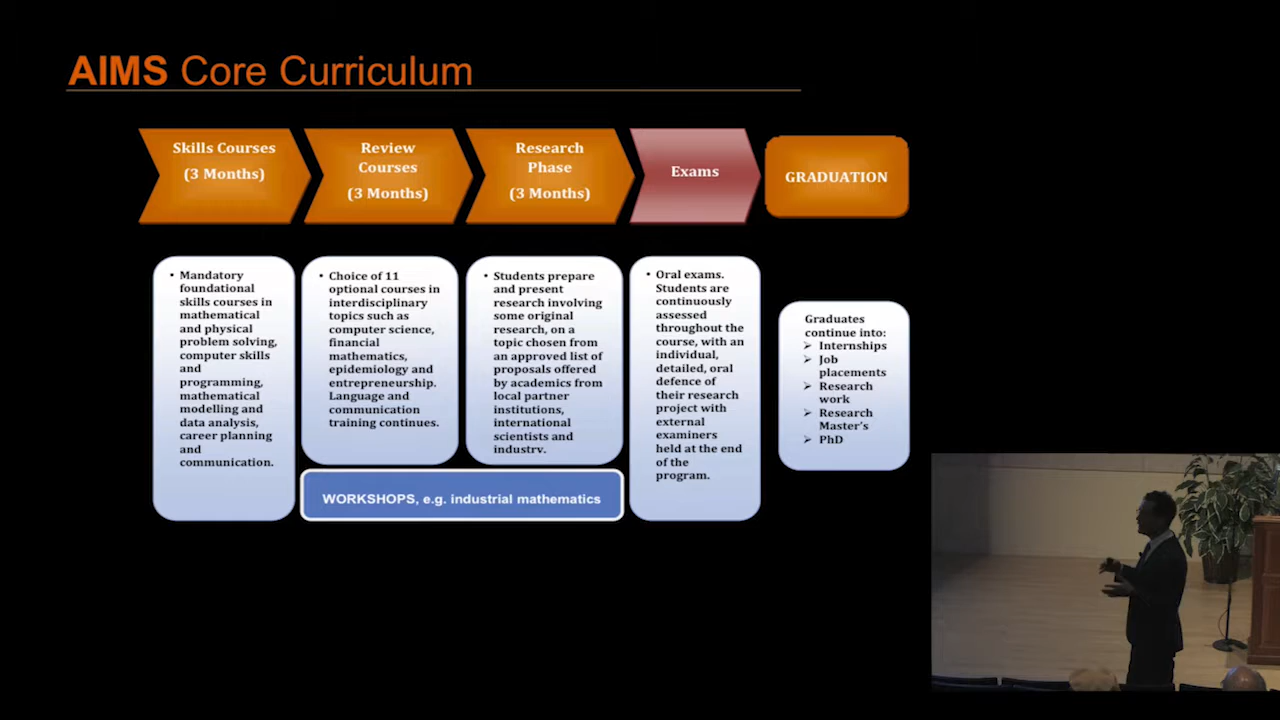 AIMS Core Curriculum
Skills Courses
(3 Months)
Review
Courses
(3 Months)
Research
Phase
(3 Months)
Exams
GRADUATION
• Mandatory
foundational
skills courses in
mathematical
and physical
problem solving,
computer skills
and
programming,
mathematical
modelling and
data analysis,
career planning
and
communication.
• Choice of 11
optional courses in
interdisciplinary
topics such as
computer science,
financial
mathematics,
epidemiology and
entrepreneurship.
Language and
communication
training continues.
• Students prepare
and present
research involving
some original
research, on a
topic chosen from
an approved list of
proposals offered
by academics from
local partner
institutions,
international
scientists and
industry.
• Oral exams.
Students are
continuously
assessed
throughout the
course, with an
individual,
detailed, oral
defence of
their research
project with
external
examiners
held at the end
of the
program.
Graduates
continue into:
➢ Internships
➢ Job
placements
➢ Research
work
➢ Research
Master's
➢ PhD
WORKSHOPS, e.g. industrial mathematics